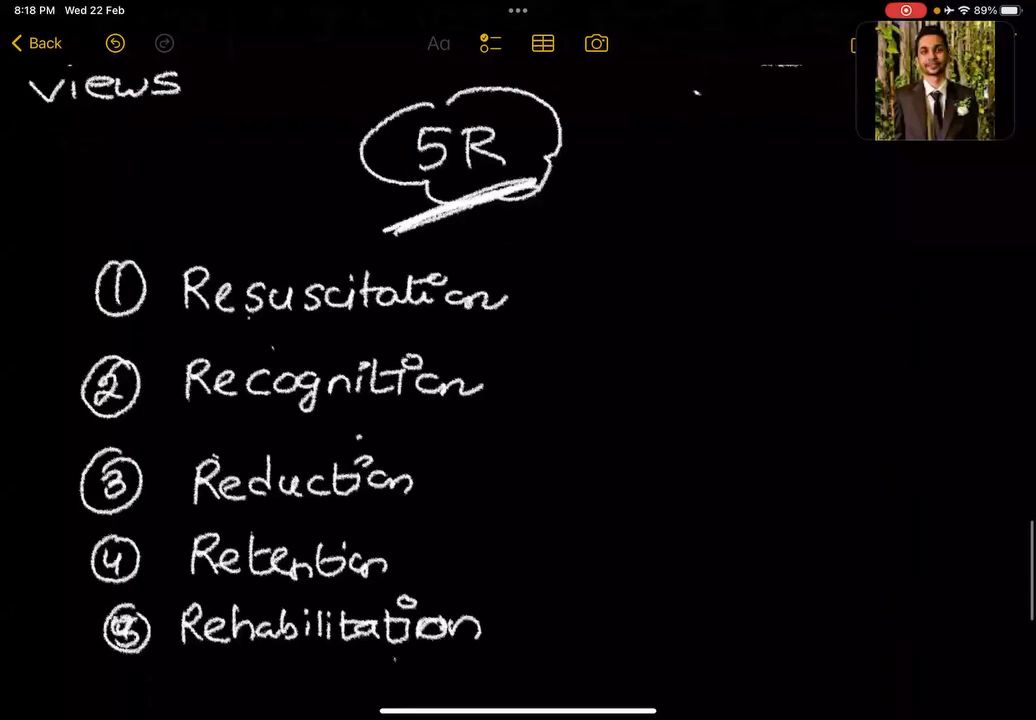 8:18 PM Wed 22 Feb
89%
Back
Aa
views
5R
1 Resuscitation
2 Recognition
3 Reduction
4 Retention
5 Rehabilitation